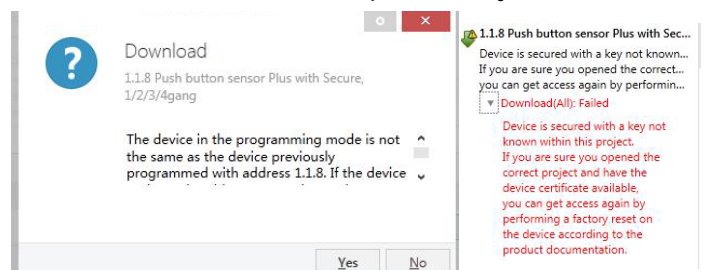 Download
1.1.8 Push button sensor Plus with Secure,
1/2/3/4gang
The device in the programming mode is not
the same as the device previously
programmed with address 1.1.8. If the device
Yes
No
1.1.8 Push button sensor Plus with Sec...
Device is secured with a key not known...
If you are sure you opened the correct...
you can get access again by performin...
Download(All): Failed
Device is secured with a key not
known within this project.
If you are sure you opened the
correct project and have the
device certificate available,
you can get access again by
performing a factory reset on
the device according to the
product documentation.